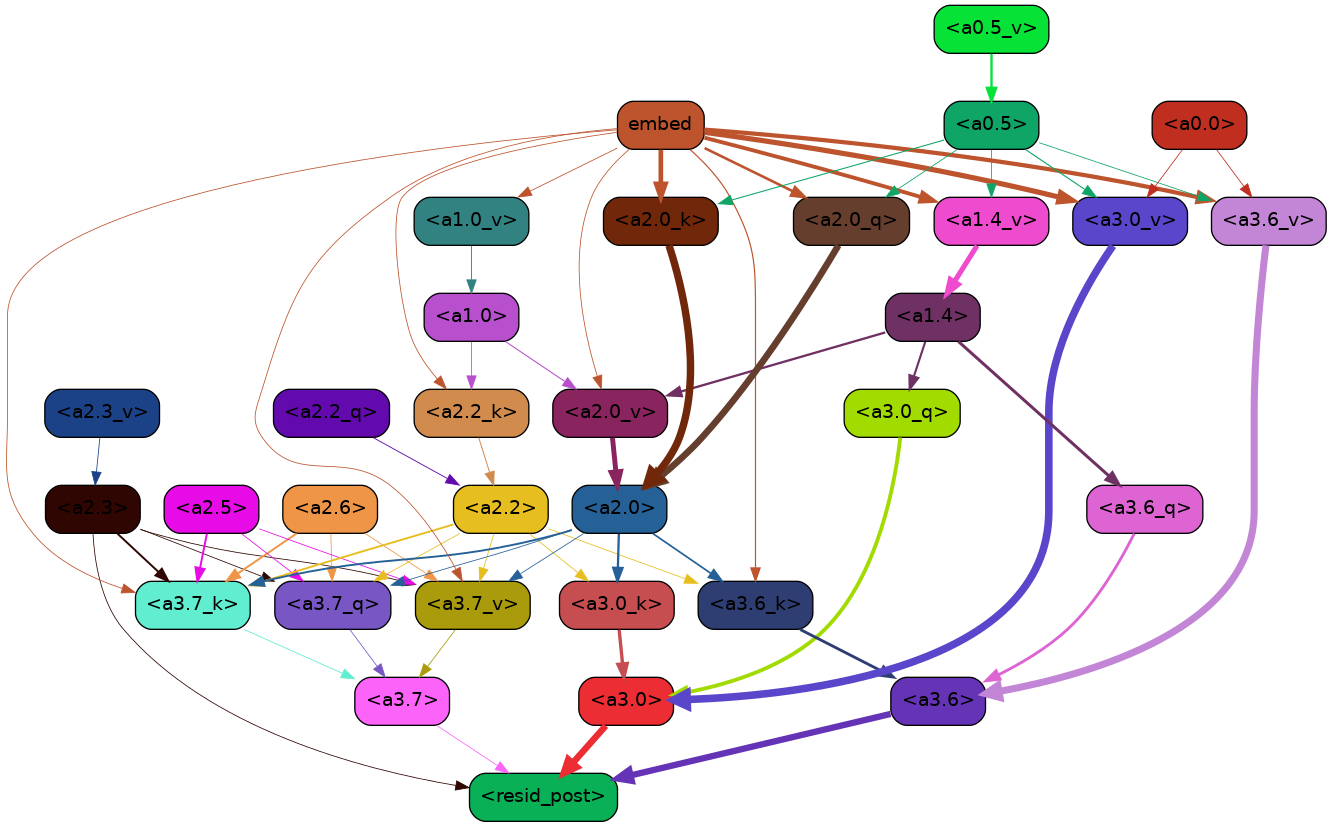 <a0.5_v>
embed
<a0.5>
<a0.0>
<a1.0_v>
<a2.0_k>
<a2.0_q>
<a1.4_v>
<a3.0_v>
<a3.6_v>
<a1.0>
<a1.4>
<a2.3_v>
<a2.2_q>
<a2.2_k>
<a2.0_v>
<a3.0_q>
<a2.3>
<a2.5>
<a2.6>
<a2.2>
<a2.0>
<a3.6_q>
<a3.7_k>
<a3.7_q>
<a3.7_v>
<a3.0_k>
<a3.6_k>
<a3.7>
<a3.0>
<a3.6>
<resid_post>